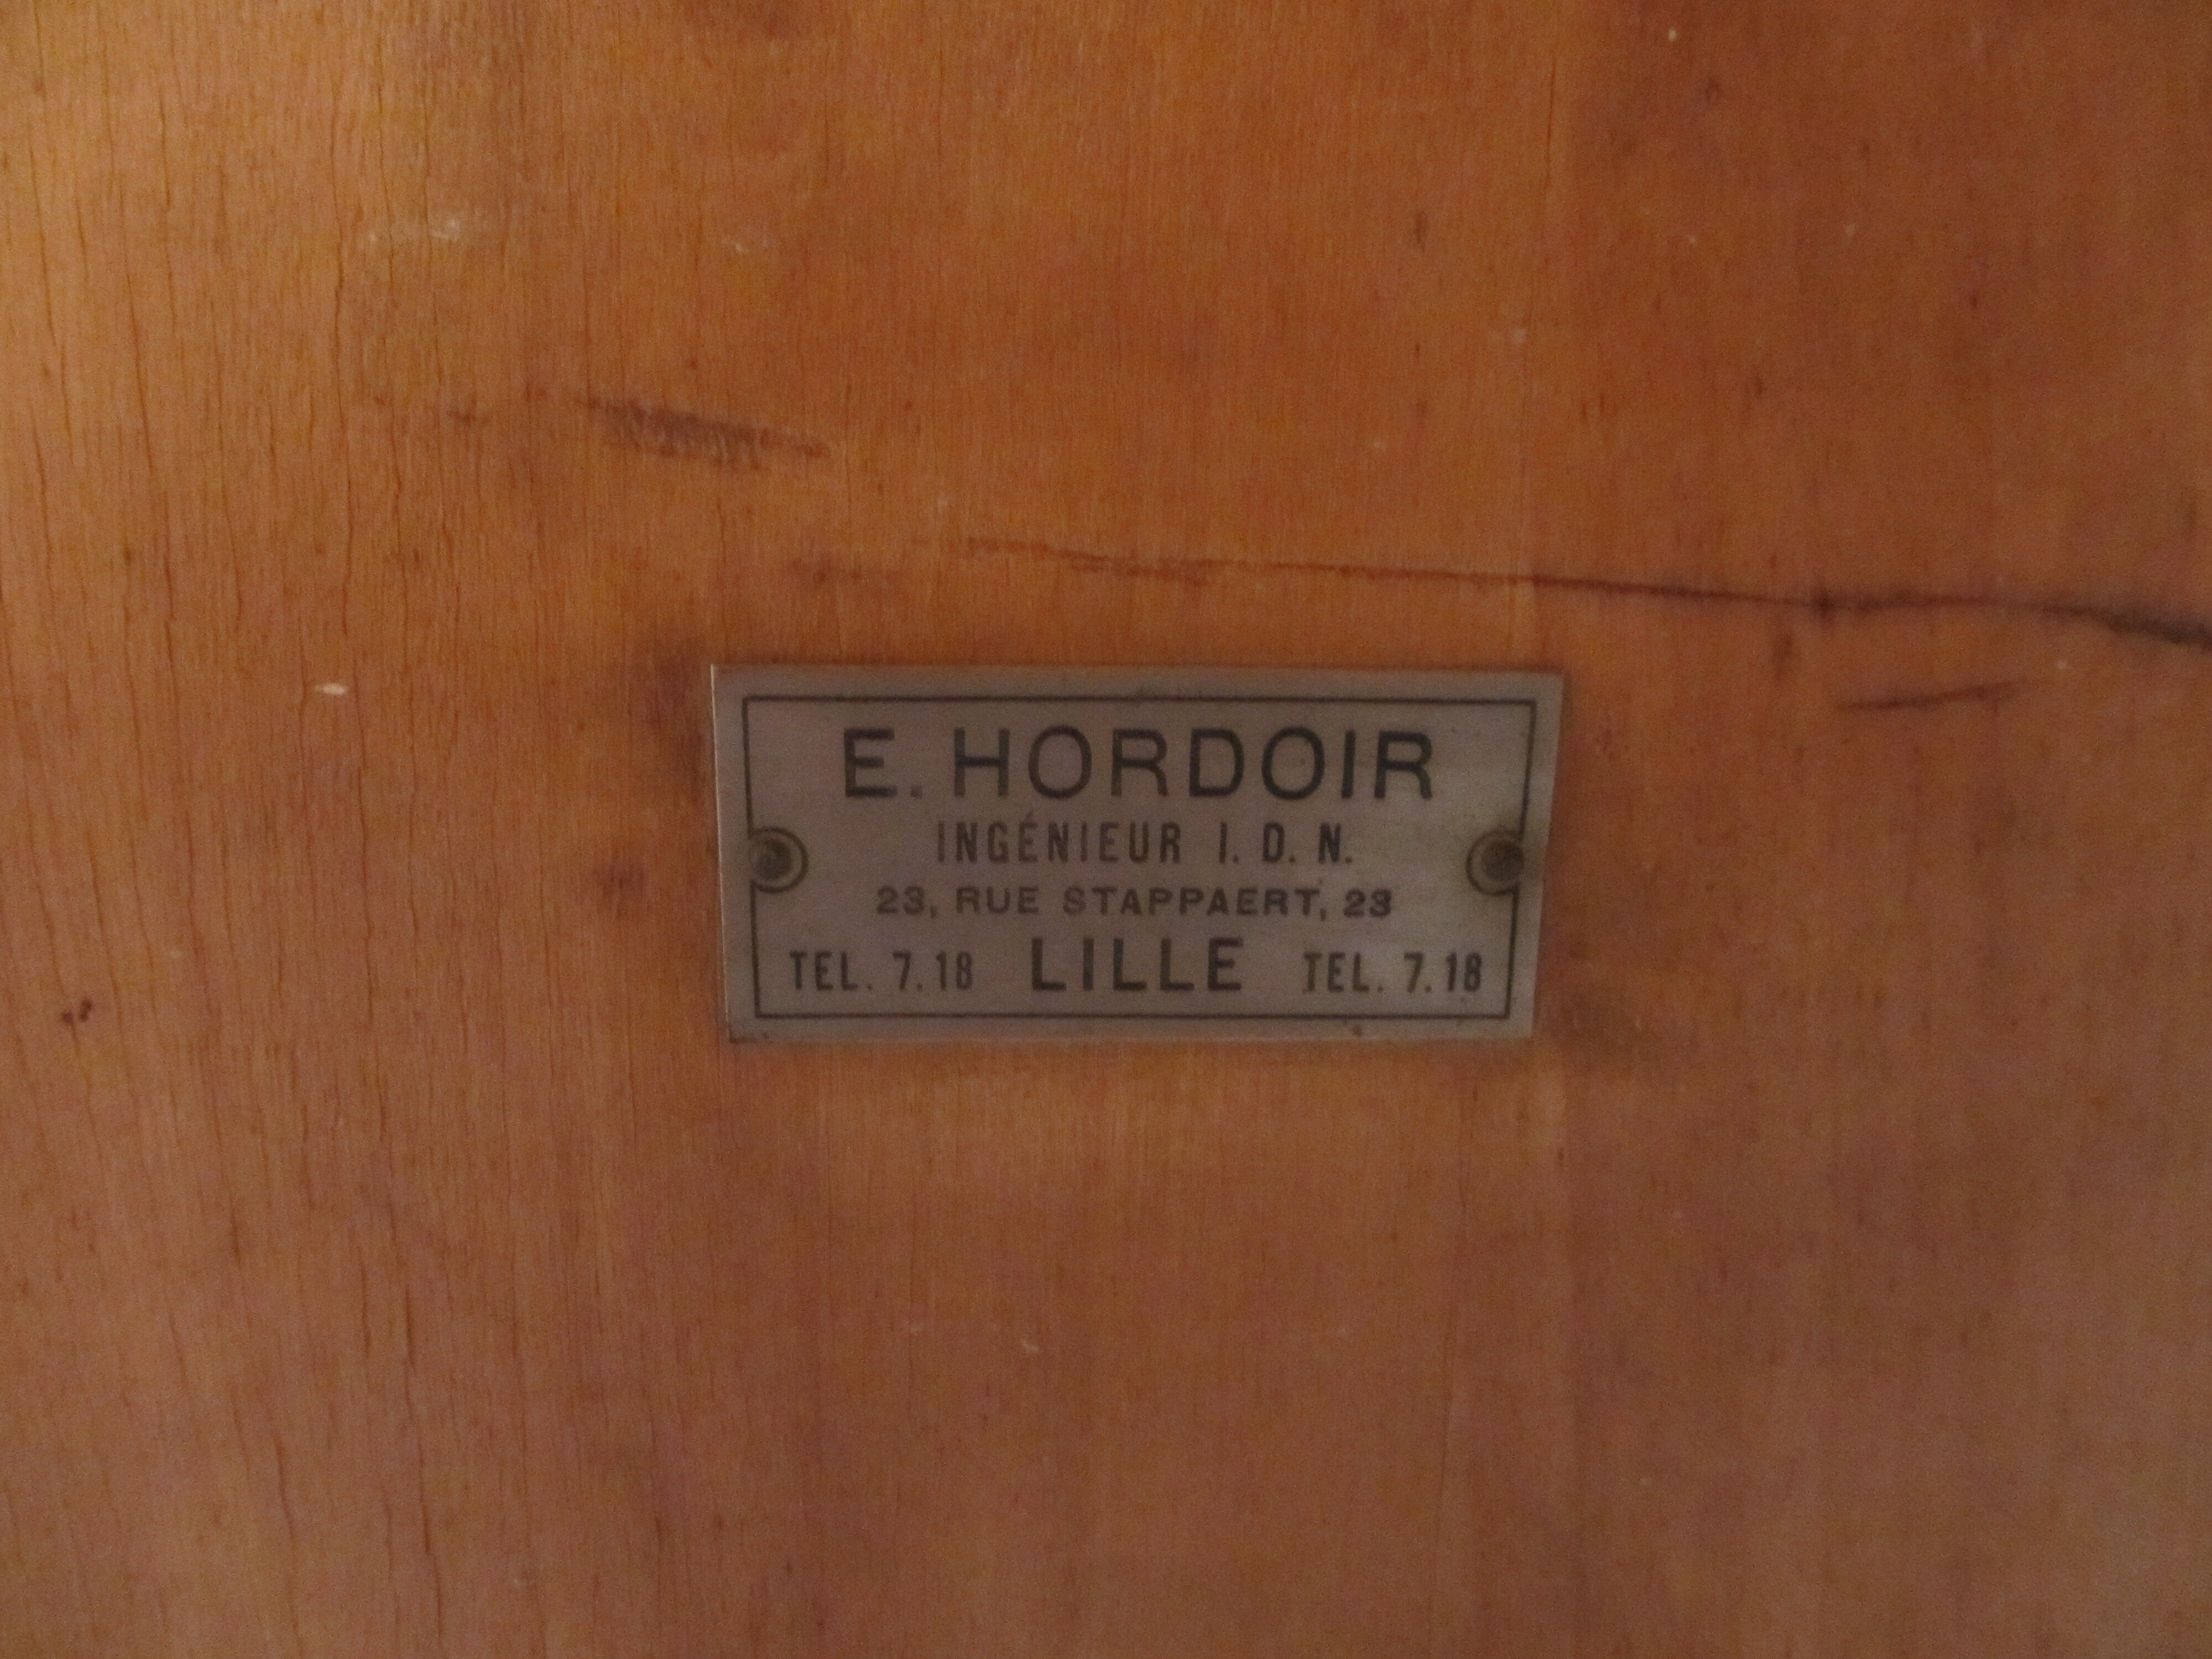 E. HORDOIR
INGÉNIEUR I. D. N.
23, RUE STAPPAERT, 23
TEL. 7.18 LILLE TEL. 7.18